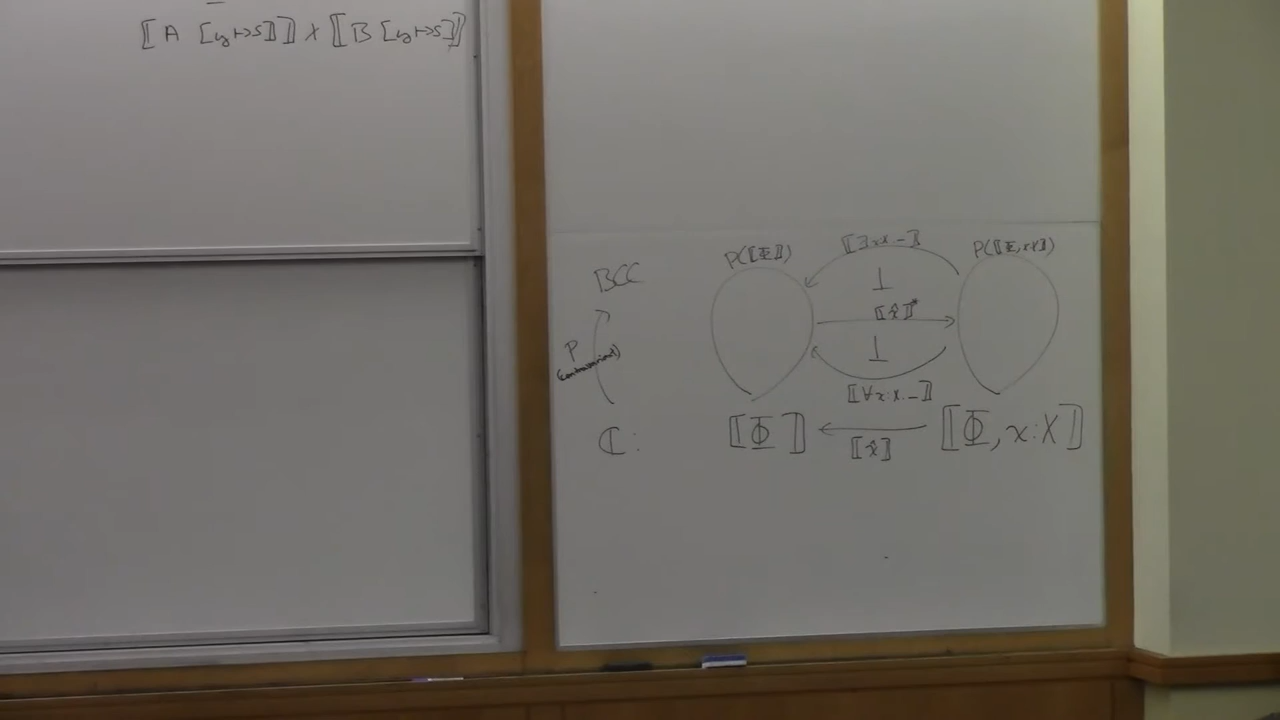 ⟦A [y↦s]⟧ × ⟦B [y↦s]⟧
P(⟦Φ⟧) ⟦∃x:X.−⟧ P(⟦Φ, x:X⟧)
BCC ⊥
⟦x̂⟧*
P ⊥
(contravariant)
⟦∀x:X.−⟧
ℂ: ⟦Φ⟧ ⟦Φ, x:X⟧
⟦x̂⟧